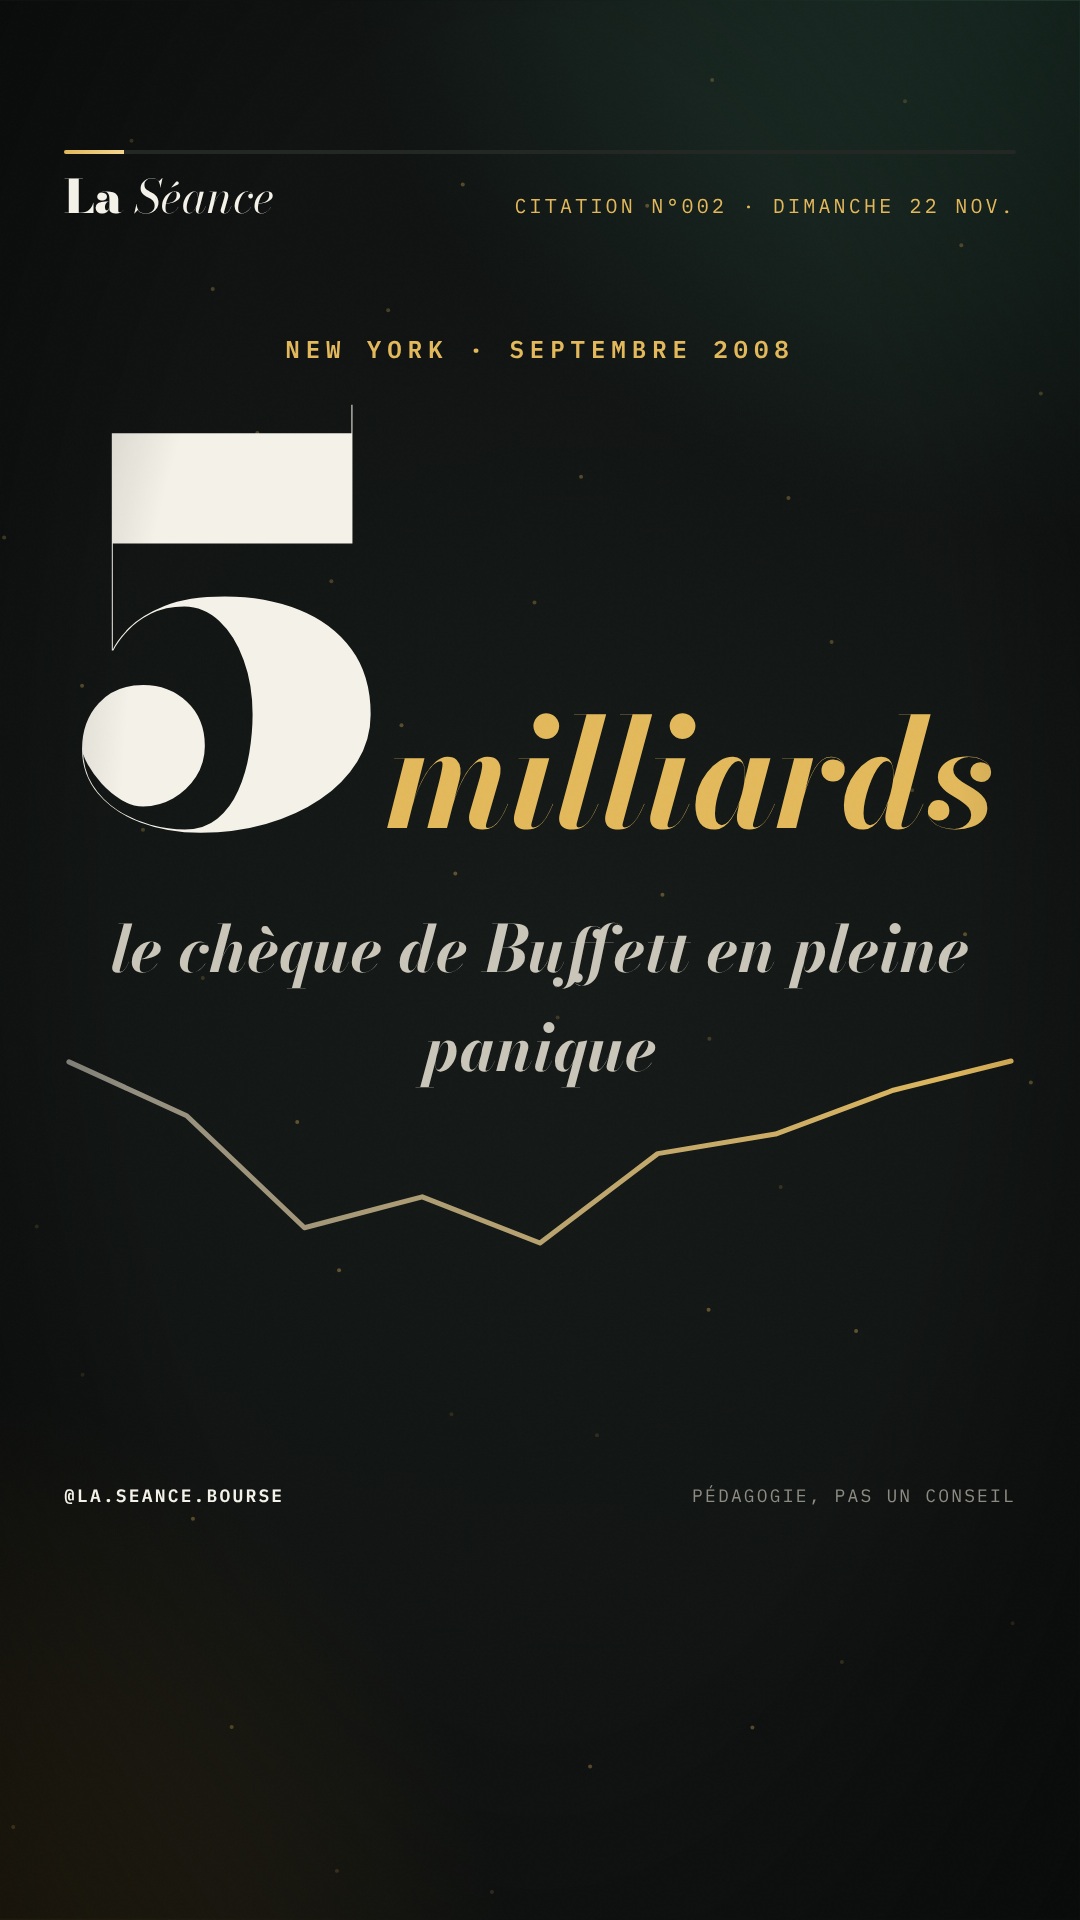 La Séance
CITATION N°002 · DIMANCHE 22 NOV.
NEW YORK · SEPTEMBRE 2008
5 milliards
le chèque de Buffett en pleine
panique
@LA.SEANCE.BOURSE
PÉDAGOGIE, PAS UN CONSEIL